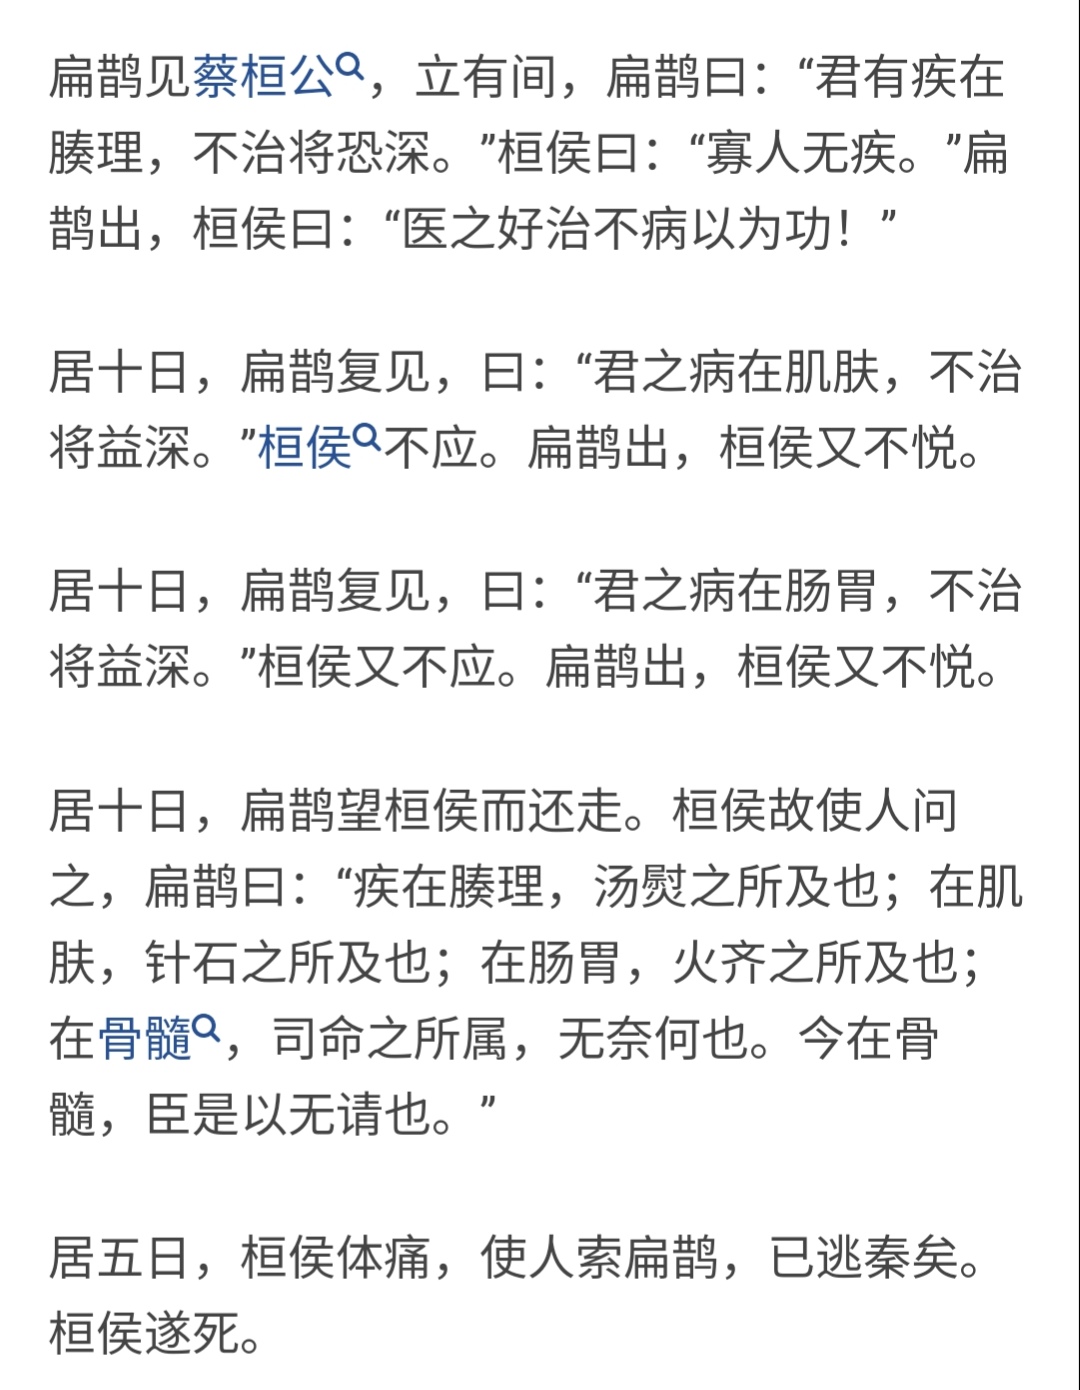 扁鹊见蔡桓公，立有间，扁鹊曰：“君有疾在
腠理，不治将恐深。”桓侯曰：“寡人无疾。”扁
鹊出，桓侯曰：“医之好治不病以为功！”
居十日，扁鹊复见，曰：“君之病在肌肤，不治
将益深。”桓侯不应。扁鹊出，桓侯又不悦。
居十日，扁鹊复见，曰：“君之病在肠胃，不治
将益深。”桓侯又不应。扁鹊出，桓侯又不悦。
居十日，扁鹊望桓侯而还走。桓侯故使人问
之，扁鹊曰：“疾在腠理，汤熨之所及也；在肌
肤，针石之所及也；在肠胃，火齐之所及也；
在骨髓，司命之所属，无奈何也。今在骨
髓，臣是以无请也。”
居五日，桓侯体痛，使人索扁鹊，已逃秦矣。
桓侯遂死。